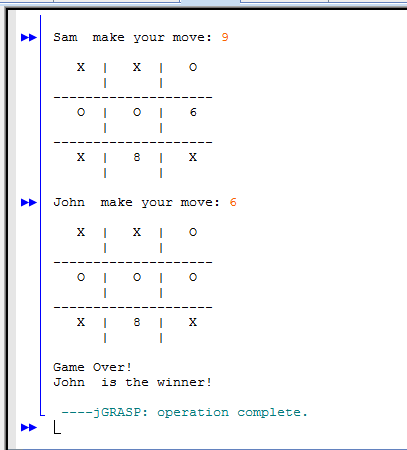 Sam  make your move: 9
X | X | O
| |
--------------------
O | O | 6
| |
--------------------
X | 8 | X
| |
John  make your move: 6
X | X | O
| |
--------------------
O | O | O
| |
--------------------
X | 8 | X
| |
Game Over!
John  is the winner!
----jGRASP: operation complete.